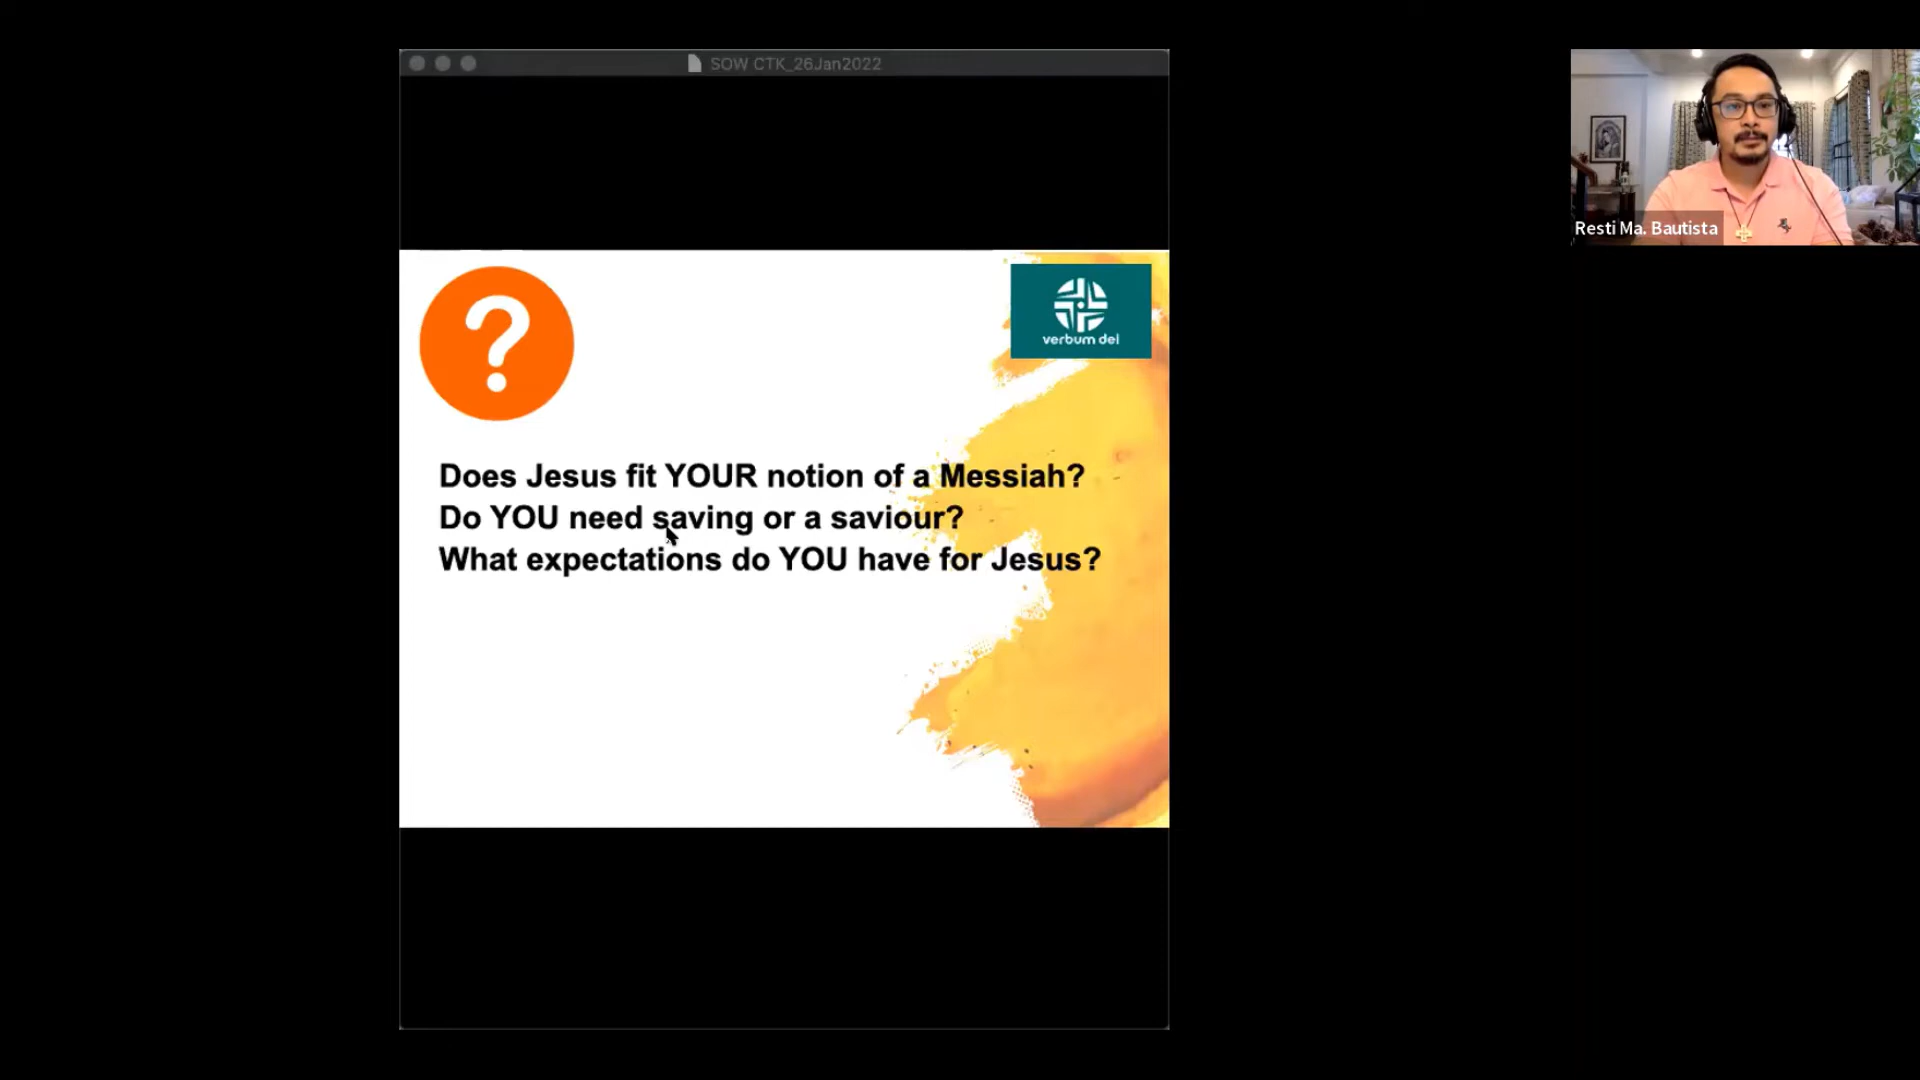 SOW CTK_26Jan2022
?
verbum dei
Does Jesus fit YOUR notion of a Messiah?
Do YOU need saving or a saviour?
What expectations do YOU have for Jesus?
Resti Ma. Bautista